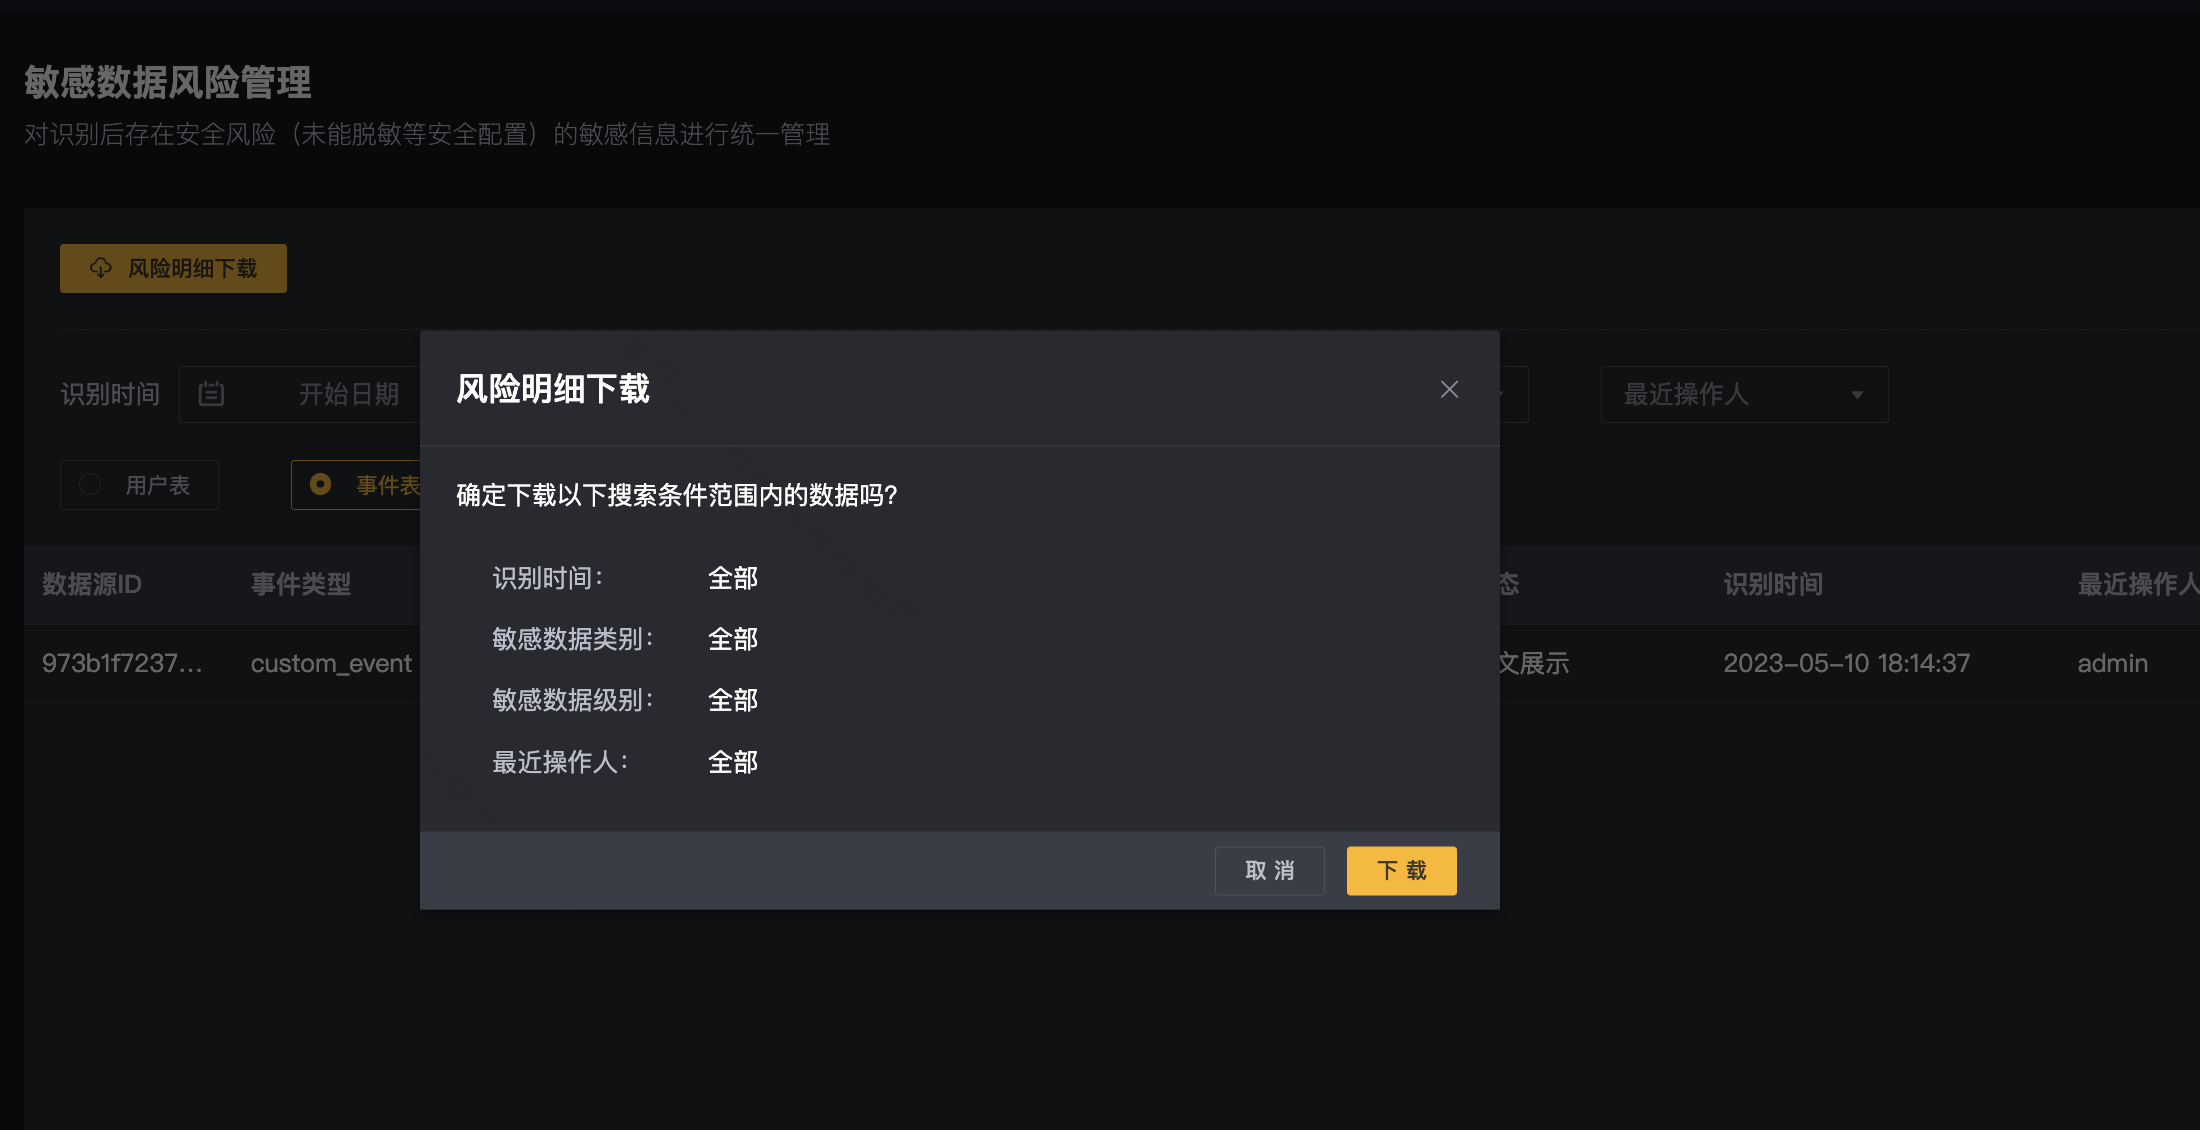 敏感数据风险管理
对识别后存在安全风险（未能脱敏等安全配置）的敏感信息进行统一管理
风险明细下载
识别时间 开始日期 最近操作人
用户表 事件表
数据源ID 事件类型 态 识别时间 最近操作人
973b1f7237... custom_event 文展示 2023-05-10 18:14:37 admin
风险明细下载
确定下载以下搜索条件范围内的数据吗?
识别时间： 全部
敏感数据类别： 全部
敏感数据级别： 全部
最近操作人： 全部
取 消 下 载